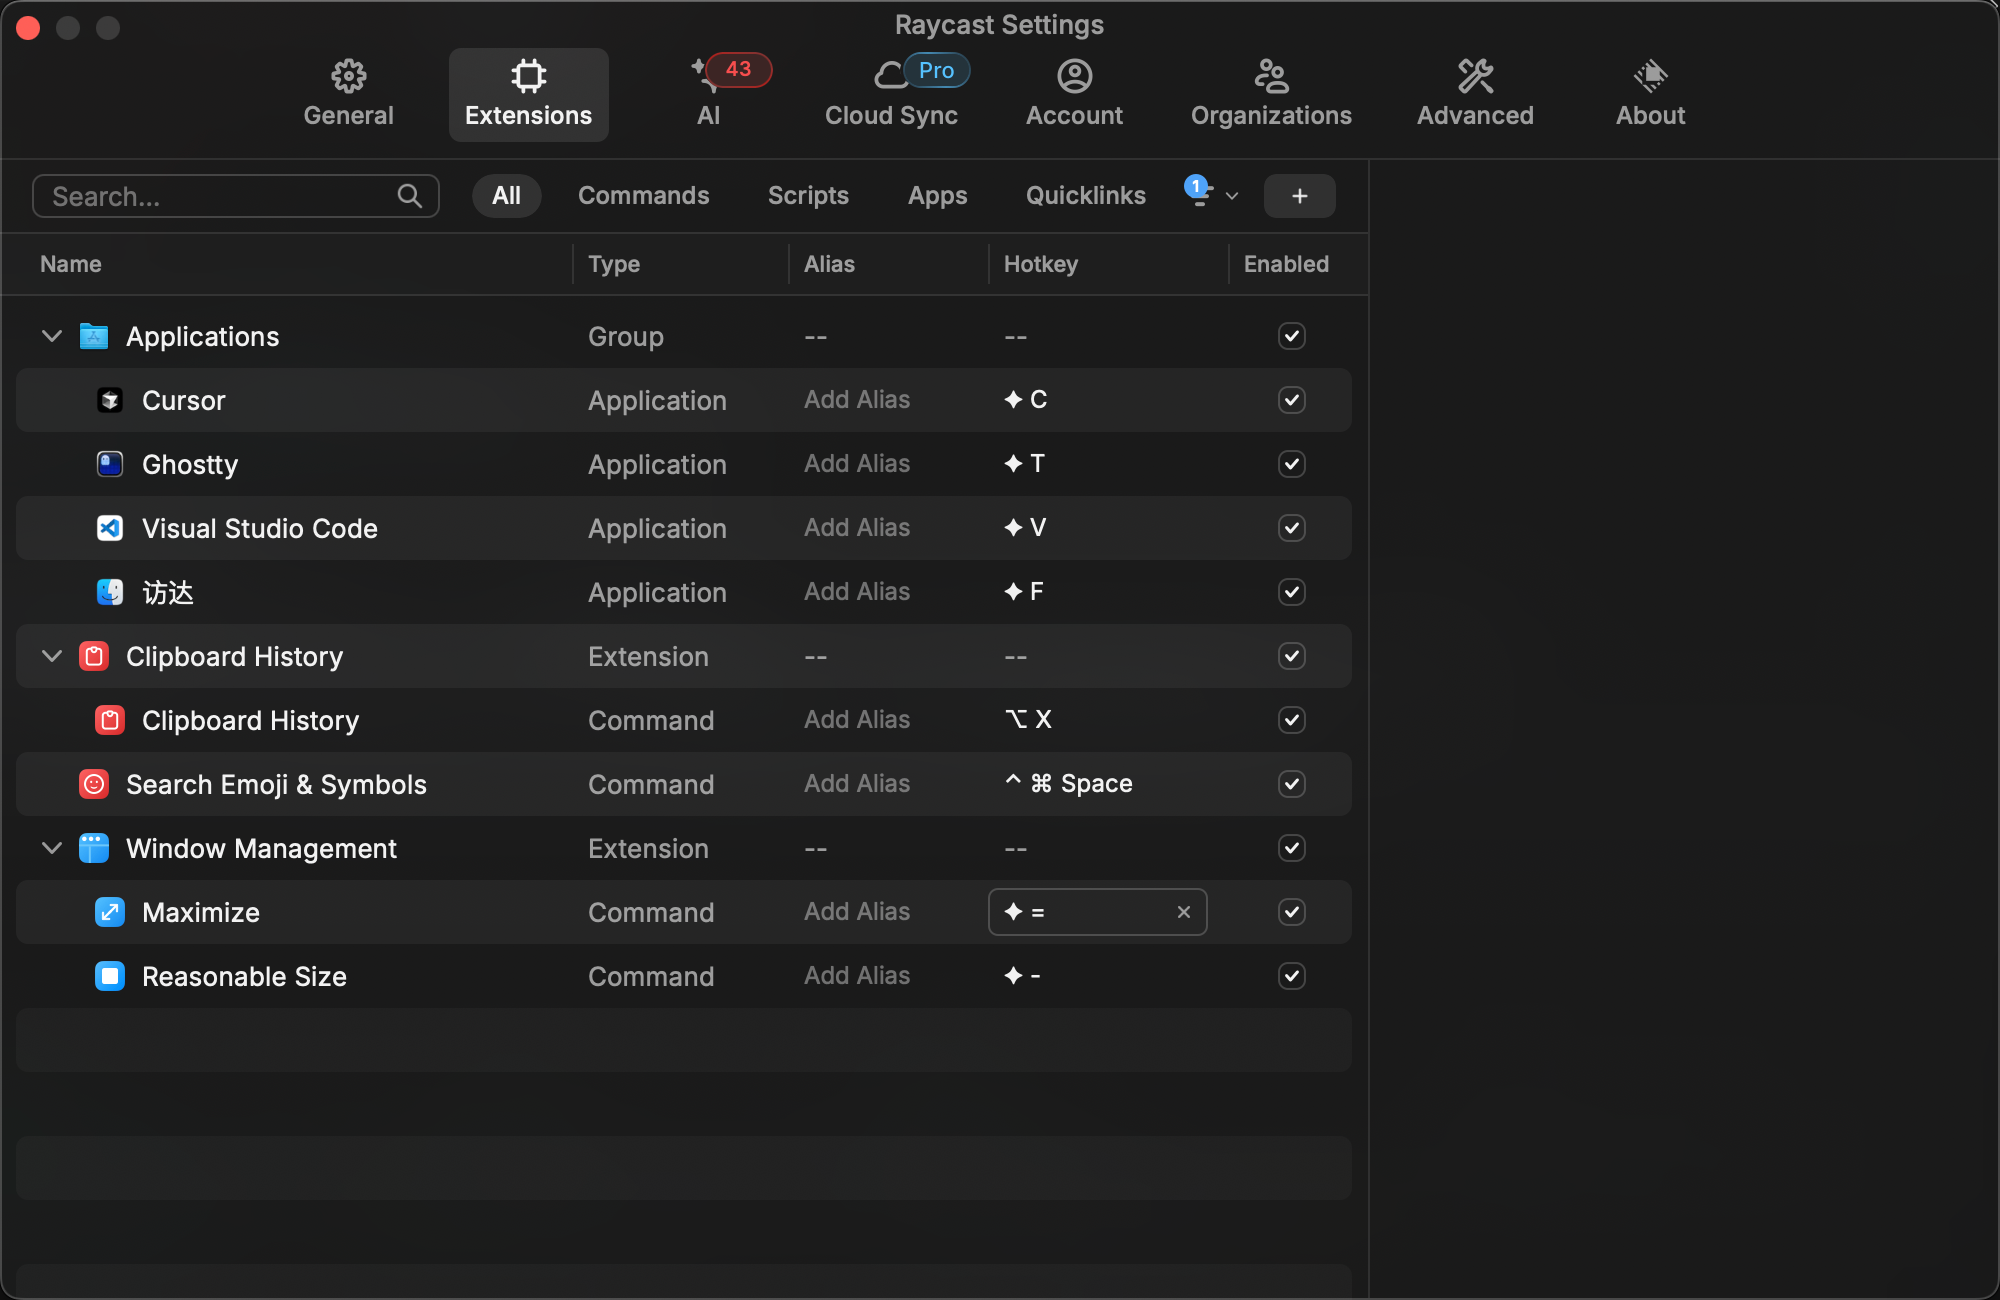 Raycast Settings
General
Extensions
43
AI
Pro
Cloud Sync
Account
Organizations
Advanced
About
Search...
All Commands Scripts Apps Quicklinks 1 +
Name Type Alias Hotkey Enabled
Applications Group -- --
Cursor Application Add Alias ✦ C
Ghostty Application Add Alias ✦ T
Visual Studio Code Application Add Alias ✦ V
访达 Application Add Alias ✦ F
Clipboard History Extension -- --
Clipboard History Command Add Alias ⌥ X
Search Emoji & Symbols Command Add Alias ^ ⌘ Space
Window Management Extension -- --
Maximize Command Add Alias ✦ =
Reasonable Size Command Add Alias ✦ -